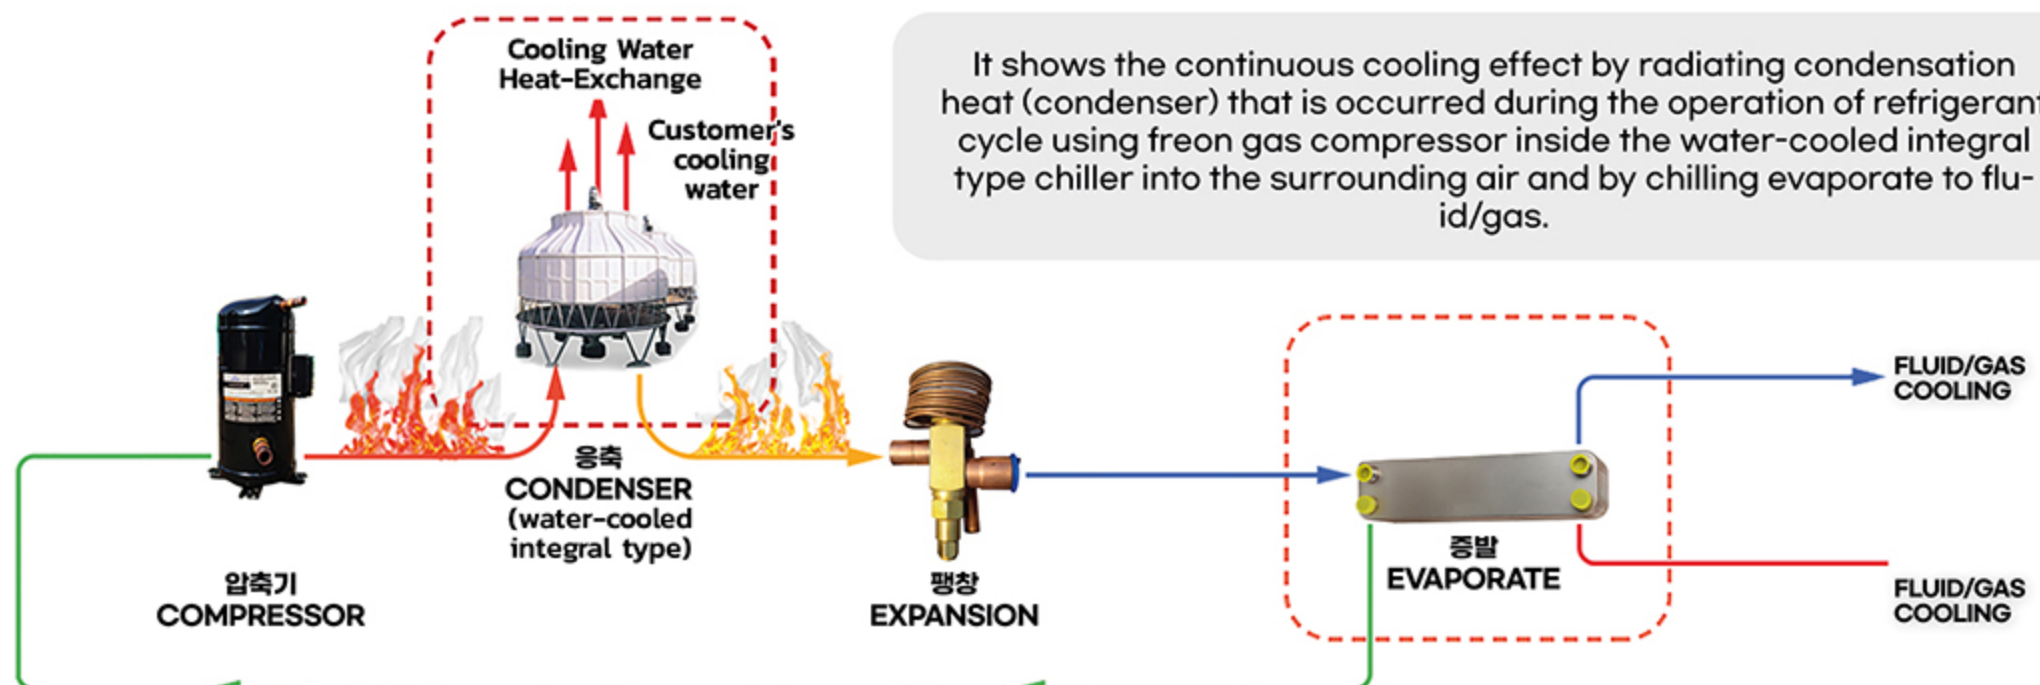 Cooling Water
Heat-Exchange
Customer's
cooling
water
It shows the continuous cooling effect by radiating condensation
heat (condenser) that is occurred during the operation of refrigerant
cycle using freon gas compressor inside the water-cooled integral
type chiller into the surrounding air and by chilling evaporate to flu-
id/gas.
압축기
COMPRESSOR
응축
CONDENSER
(water-cooled
integral type)
팽창
EXPANSION
증발
EVAPORATE
FLUID/GAS
COOLING
FLUID/GAS
COOLING